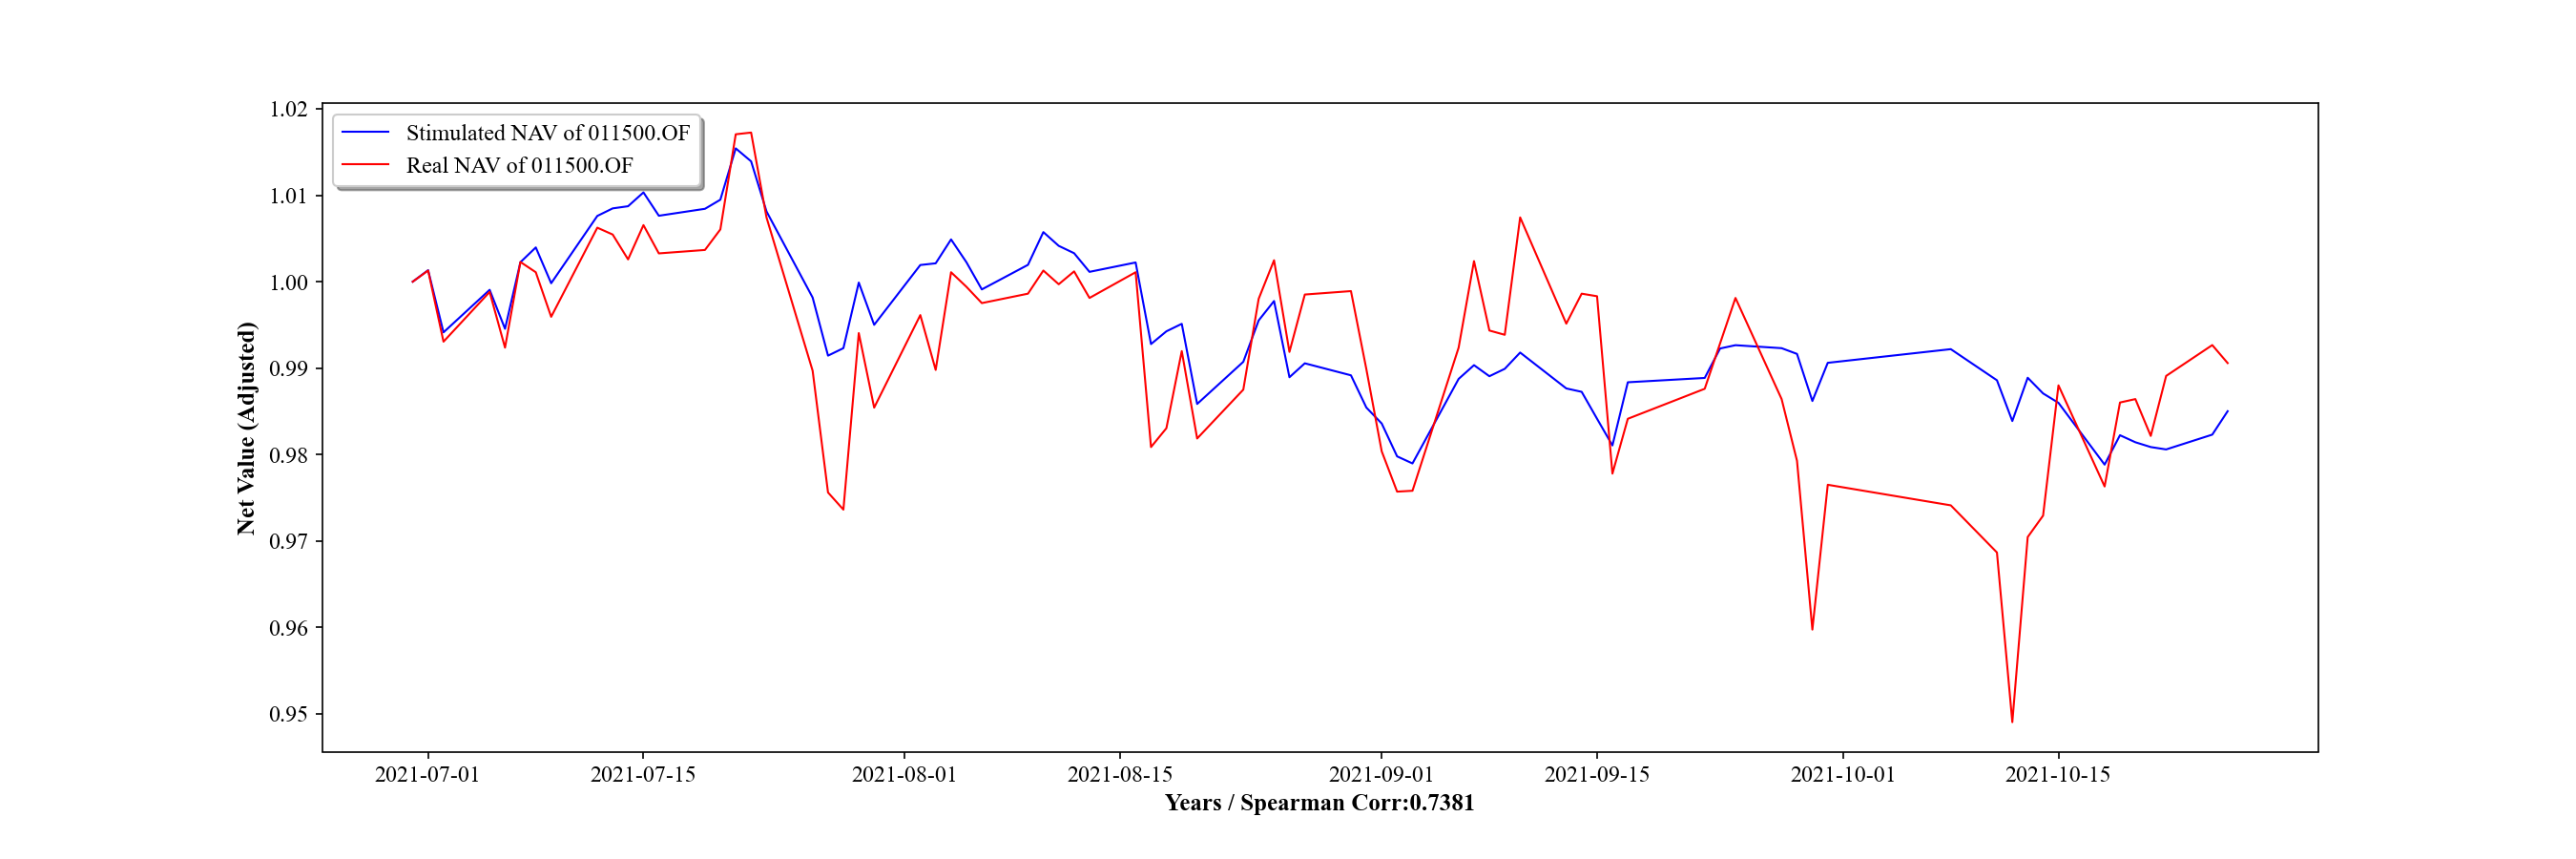 1.02
Stimulated NAV of 011500.OF
Real NAV of 011500.OF
1.01
1.00
0.99
0.98
0.97
0.96
0.95
Net Value (Adjusted)
2021-07-01 2021-07-15 2021-08-01 2021-08-15 2021-09-01 2021-09-15 2021-10-01 2021-10-15
Years / Spearman Corr:0.7381